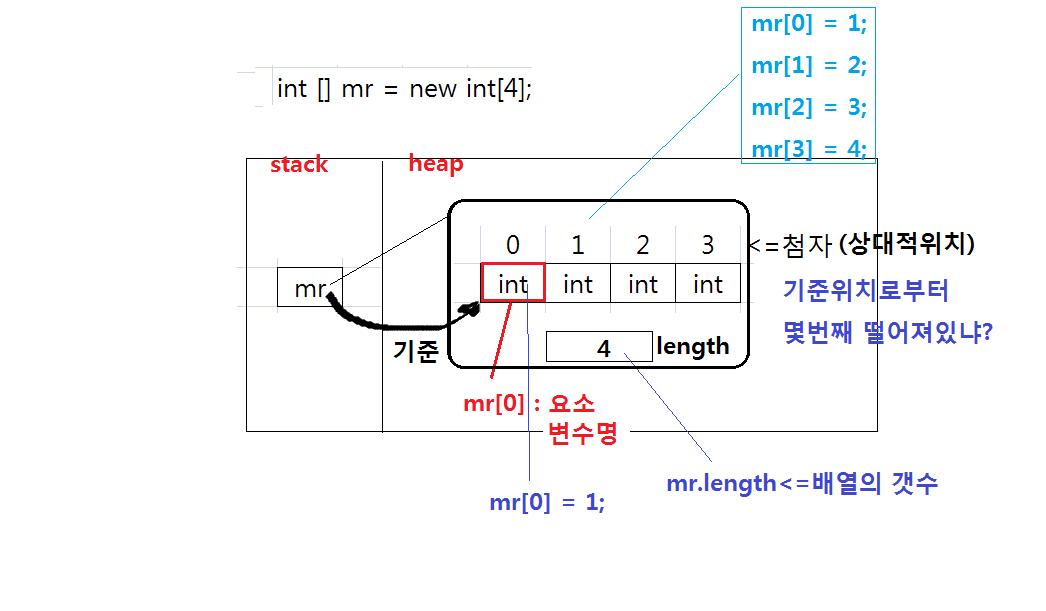 mr[0] = 1;
mr[1] = 2;
mr[2] = 3;
mr[3] = 4;
int [] mr = new int[4];
stack
heap
0 1 2 3
<=첨자 (상대적위치)
mr
int int int int
기준위치로부터
몇번째 떨어져있냐?
기준
4 length
mr[0] : 요소
변수명
mr.length<=배열의 갯수
mr[0] = 1;